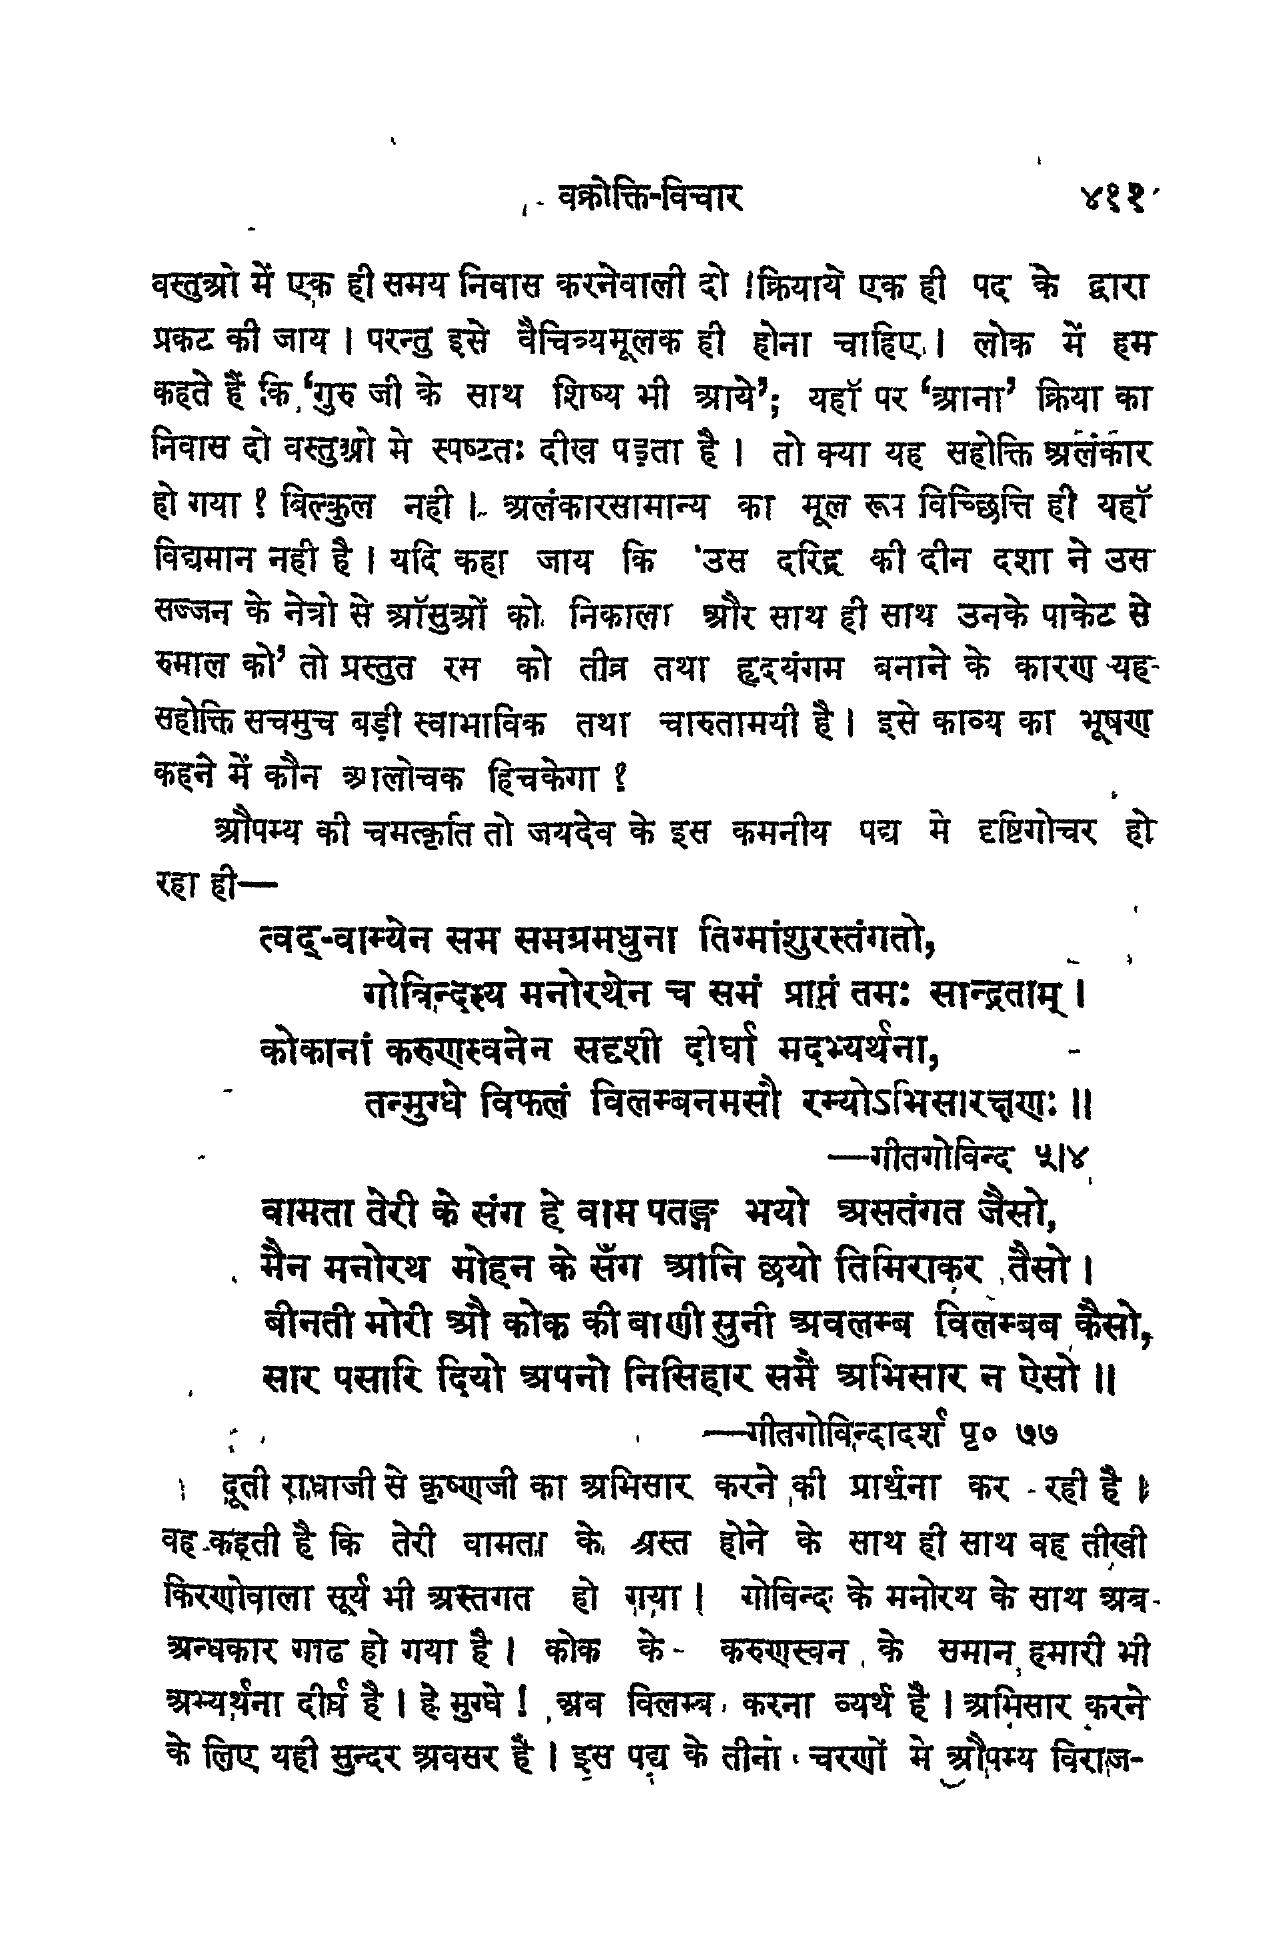 वक्रोक्ति-विचार ४११
वस्तुओ में एक ही समय निवास करनेवाली दो क्रियाये एक ही पद के द्वारा
प्रकट की जाय । परन्तु इसे वैचित्र्यमूलक ही होना चाहिए । लोक में हम
कहते हैं कि 'गुरु जी के साथ शिष्य भी आये'; यहॉ पर 'आना' क्रिया का
निवास दो वस्तुओ मे स्पष्टतः दीख पड़ता है । तो क्या यह सहोक्ति अलंकार
हो गया ? बिल्कुल नही । अलंकारसामान्य का मूल रूप विच्छित्ति ही यहॉ
विद्यमान नही है । यदि कहा जाय कि 'उस दरिद्र की दीन दशा ने उस
सज्जन के नेत्रो से ऑसुओं को निकाला और साथ ही साथ उनके पाकेट से
रुमाल को' तो प्रस्तुत रस को तीव्र तथा हृदयंगम बनाने के कारण यह
सहोक्ति सचमुच बड़ी स्वाभाविक तथा चारुतामयी है । इसे काव्य का भूषण
कहने में कौन आलोचक हिचकेगा ?
औपम्य की चमत्कृति तो जयदेव के इस कमनीय पद्य मे दृष्टिगोचर हो
रहा ही—
त्वद्-वाम्येन सम समग्रमधुना तिग्मांशुरस्तंगतो,
गोविन्दस्य मनोरथेन च समं प्राप्तं तमः सान्द्रताम् ।
कोकानां करुणस्वनेन सदृशी दोर्घा मदभ्यर्थना,
तन्मुग्धे विफलं विलम्बनमसौ रम्योऽभिसारक्षणः ॥
—गीतगोविन्द ५।४
वामता तेरी के संग हे वाम पतङ्ग भयो असतंगत जैसो,
मैन मनोरथ मोहन के सँग आनि छयो तिमिराकर तैसो ।
बीनती मोरी औ कोक की बाणी सुनी अवलम्ब विलम्बब कैसो,
सार पसारि दियो अपनो निसिहार समैं अभिसार न ऐसो ॥
—गीतगोविन्दादर्श पृ० ७७
दूती राधाजी से कृष्णजी का अभिसार करने की प्रार्थना कर रही है ।
वह कहती है कि तेरी वामता के अस्त होने के साथ ही साथ वह तीखी
किरणोवाला सूर्य भी अस्तगत हो गया । गोविन्द के मनोरथ के साथ अब
अन्धकार गाढ हो गया है । कोक के करुणस्वन के समान हमारी भी
अभ्यर्थना दीर्घ है । हे मुग्धे ! अब विलम्ब करना व्यर्थ है । अभिसार करने
के लिए यही सुन्दर अवसर है । इस पद्य के तीनो चरणों मे औपम्य विराज-